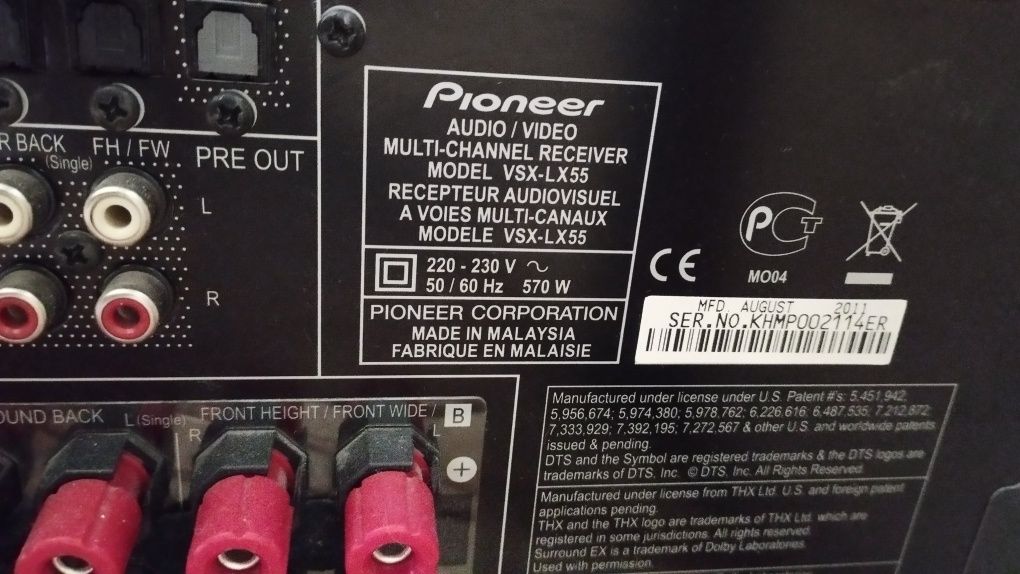 R BACK
(Single)
FH / FW
PRE OUT
L
R
Pioneer
AUDIO / VIDEO
MULTI-CHANNEL RECEIVER
MODEL VSX-LX55
RECEPTEUR AUDIOVISUEL
A VOIES MULTI-CANAUX
MODELE VSX-LX55
220 - 230 V ~
50 / 60 Hz 570 W
PIONEER CORPORATION
MADE IN MALAYSIA
FABRIQUE EN MALAISIE
CE
PCT
MO04
MFD. AUGUST 2011
SER.NO.KHMP002114ER
OUND BACK
L (Single)
FRONT HEIGHT / FRONT WIDE /
B
R
L
+
Manufactured under license under U.S. Patent #'s: 5,451,942;
5,956,674; 5,974,380; 5,978,762; 6,226,616; 6,487,535; 7,212,872;
7,333,929; 7,392,195; 7,272,567 & other U.S. and worldwide patents
issued & pending.
DTS and the Symbol are registered trademarks & the DTS logos are
trademarks of DTS, Inc. © DTS, Inc. All Rights Reserved.
Manufactured under license from THX Ltd. U.S. and foreign patent
applications pending.
THX and the THX logo are trademarks of THX Ltd. which are
registered in some jurisdictions. All rights reserved.
Surround EX is a trademark of Dolby Laboratories.
Used with permission.